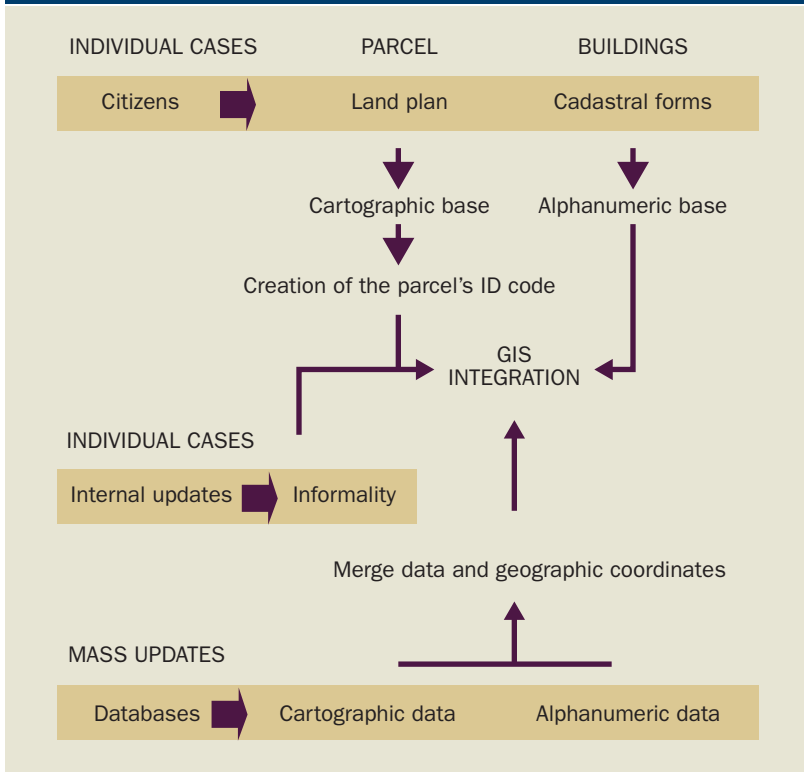 INDIVIDUAL CASES PARCEL BUILDINGS
Citizens Land plan Cadastral forms
Cartographic base Alphanumeric base
Creation of the parcel’s ID code
GIS
INTEGRATION
INDIVIDUAL CASES
Internal updates Informality
Merge data and geographic coordinates
MASS UPDATES
Databases Cartographic data Alphanumeric data